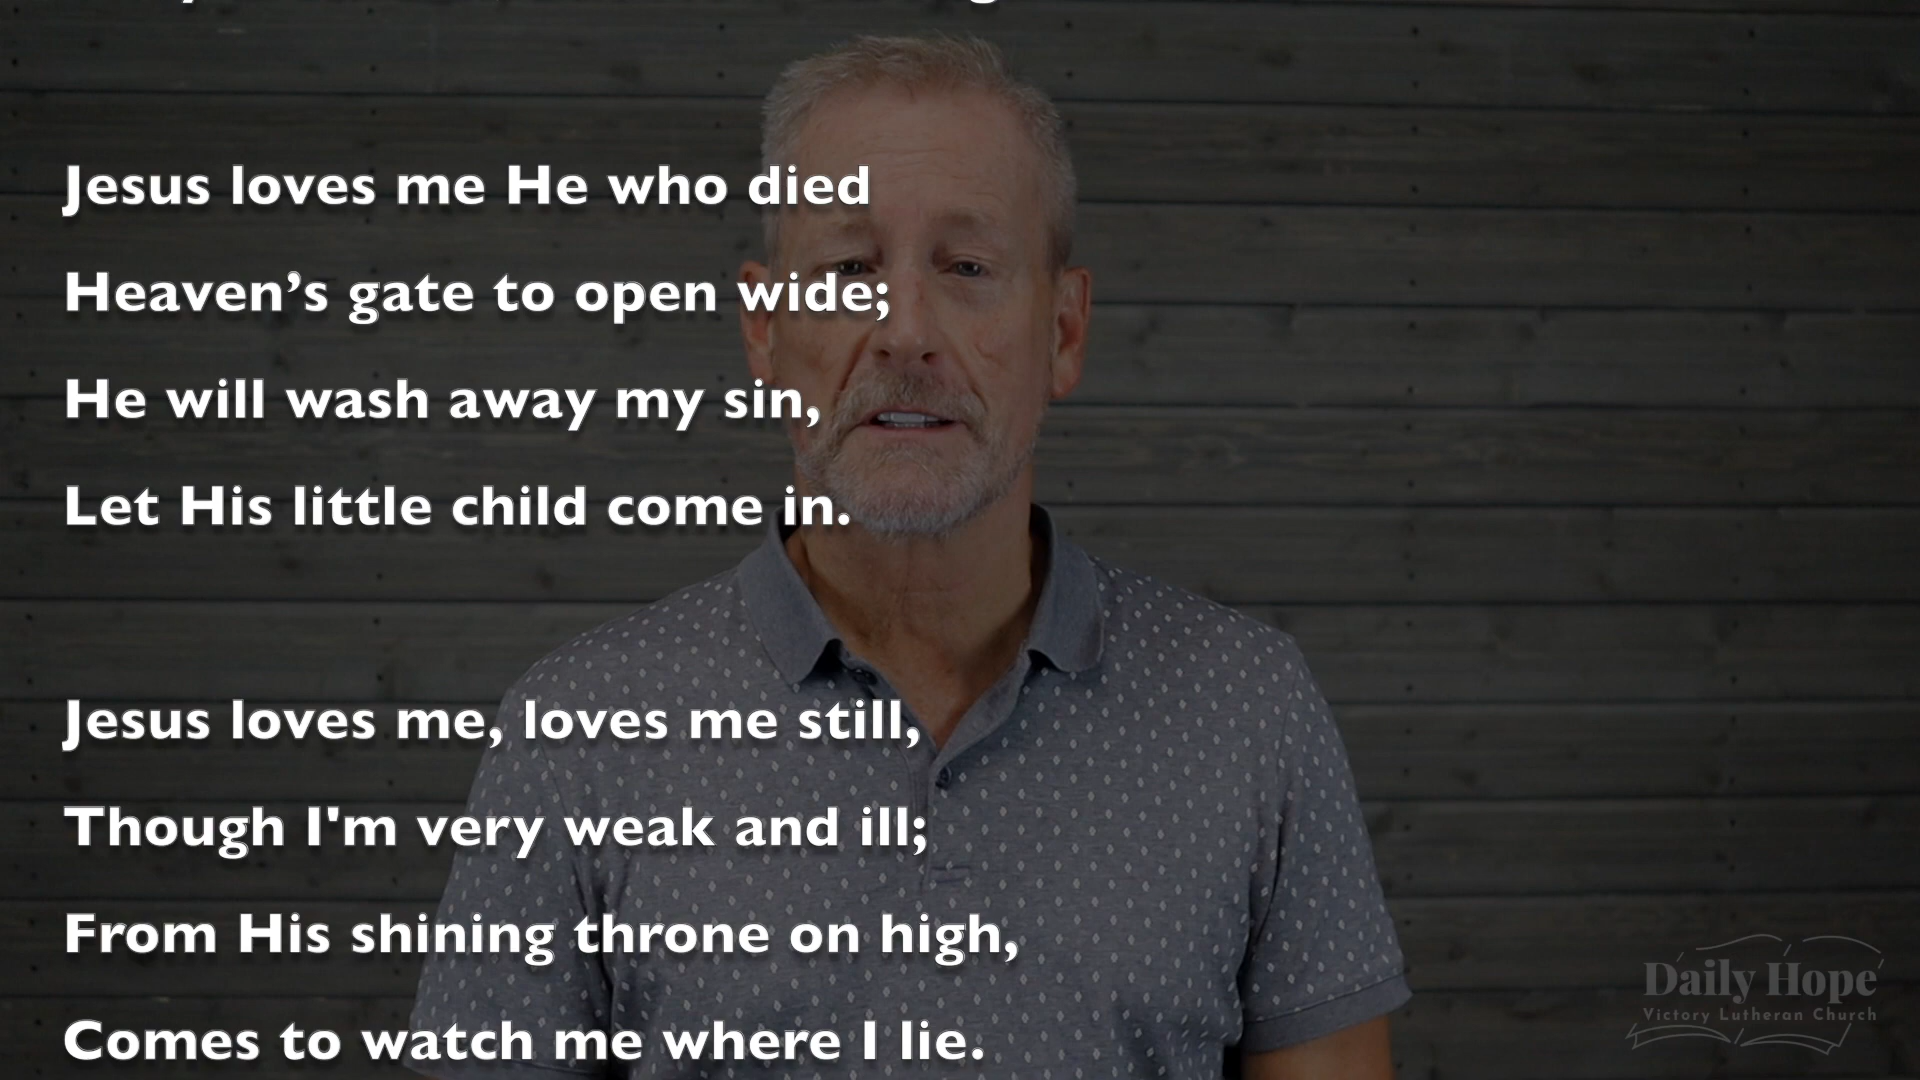 Jesus loves me He who died
Heaven’s gate to open wide;
He will wash away my sin,
Let His little child come in.
Jesus loves me, loves me still,
Though I'm very weak and ill;
From His shining throne on high,
Comes to watch me where I lie.
Daily Hope
Victory Lutheran Church